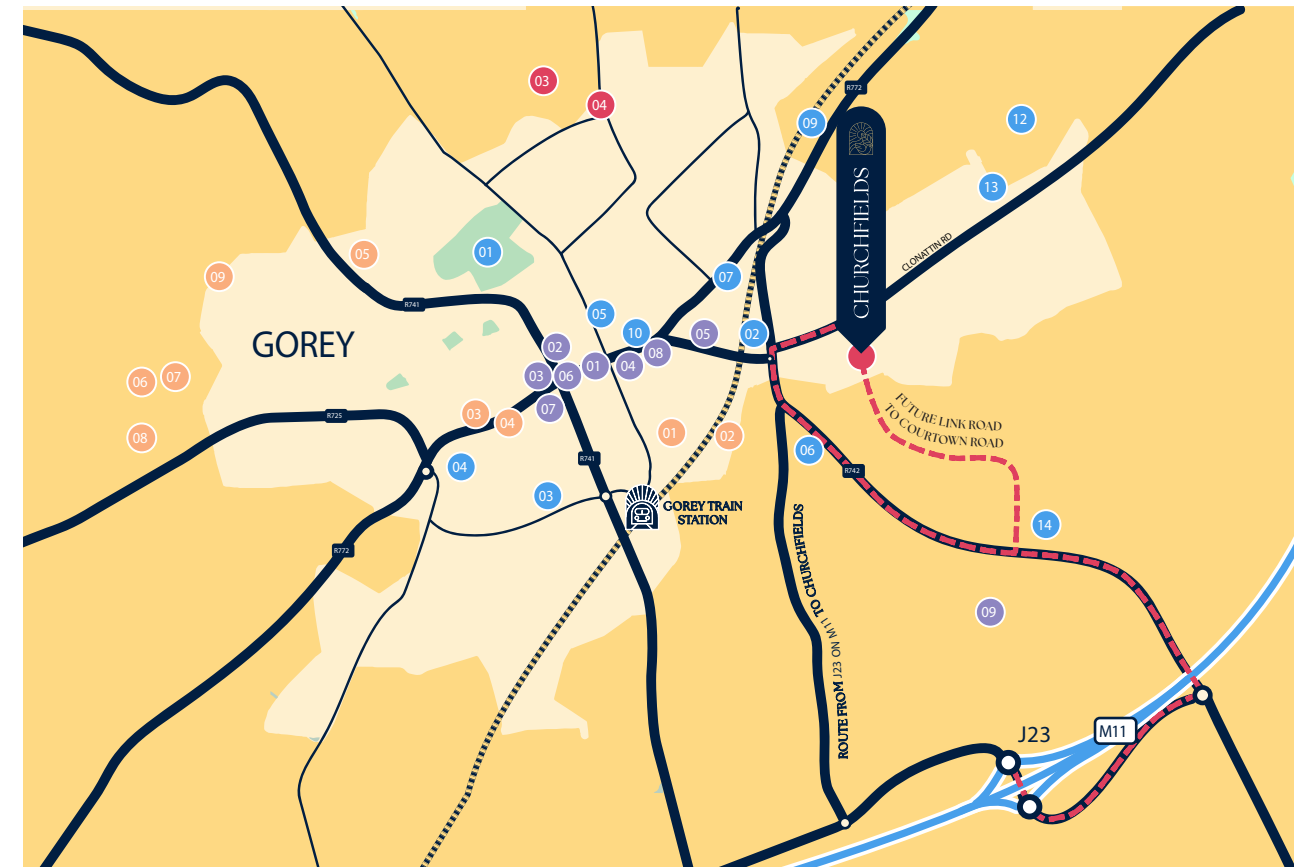 03
04
R772
09
12
13
CHURCHFIELDS
CLONATTIN RD
01
05
09
07
R741
05
GOREY
10
02
05
02
08
01
04
03
06
06
07
07
08
R725
03
04
01
02
FUTURE LINK ROAD
TO COURTOWN ROAD
06
R741
04
R742
03
GOREY TRAIN
STATION
14
R772
ROUTE FROM J23 ON M11 TO CHURCHFIELDS
09
J23
M11